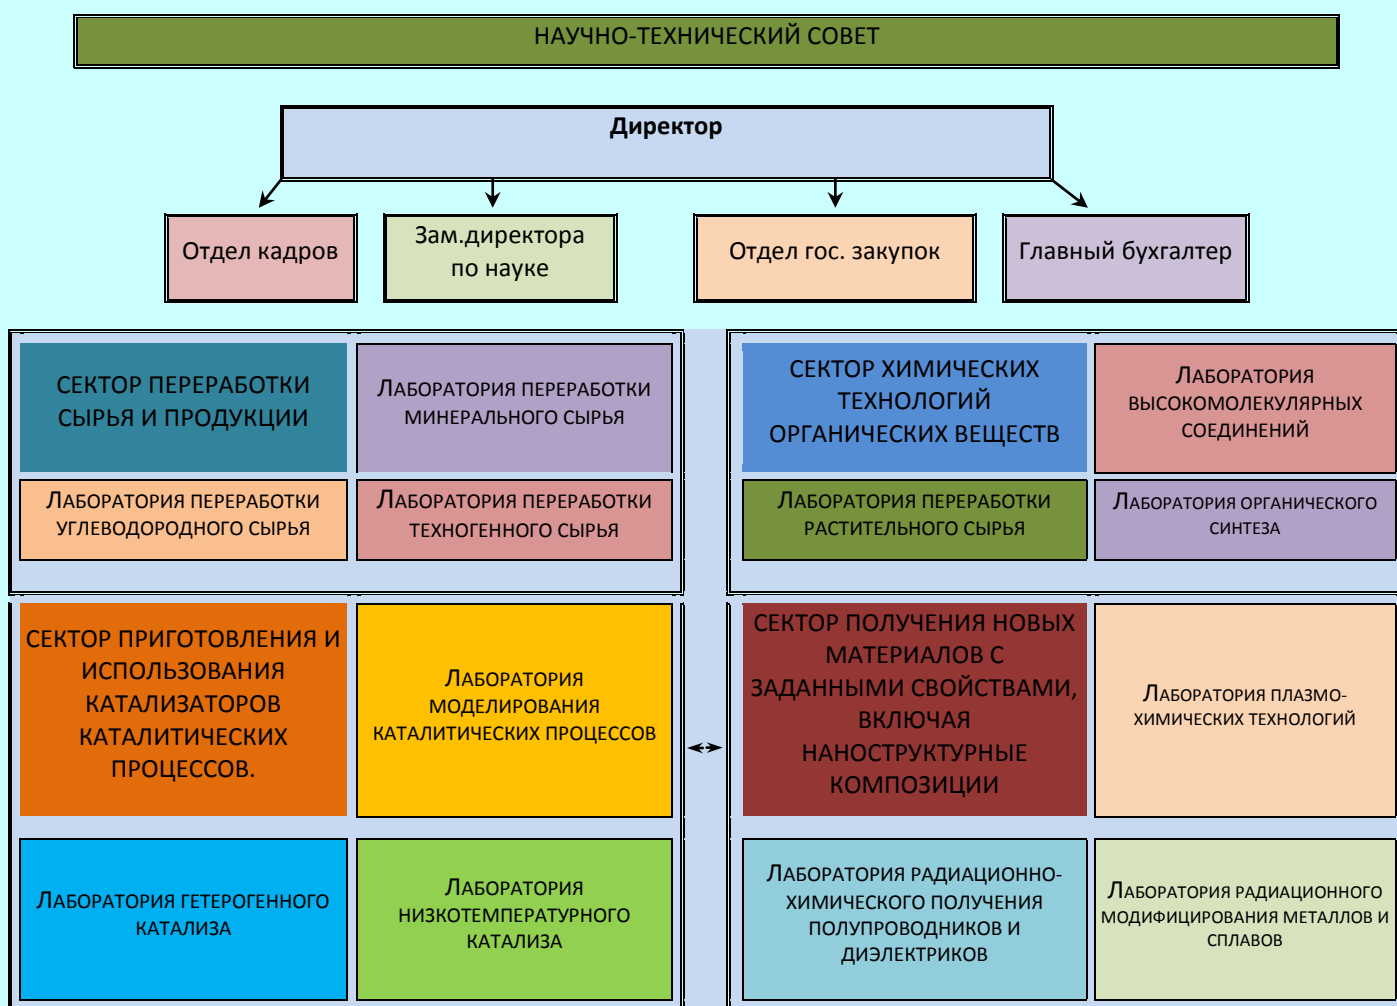 НАУЧНО-ТЕХНИЧЕСКИЙ СОВЕТ
Директор
Отдел кадров
Зам.директора
по науке
Отдел гос. закупок
Главный бухгалтер
СЕКТОР ПЕРЕРАБОТКИ
СЫРЬЯ И ПРОДУКЦИИ
ЛАБОРАТОРИЯ ПЕРЕРАБОТКИ
МИНЕРАЛЬНОГО СЫРЬЯ
ЛАБОРАТОРИЯ ПЕРЕРАБОТКИ
УГЛЕВОДОРОДНОГО СЫРЬЯ
ЛАБОРАТОРИЯ ПЕРЕРАБОТКИ
ТЕХНОГЕННОГО СЫРЬЯ
СЕКТОР ХИМИЧЕСКИХ
ТЕХНОЛОГИЙ
ОРГАНИЧЕСКИХ ВЕЩЕСТВ
ЛАБОРАТОРИЯ
ВЫСОКОМОЛЕКУЛЯРНЫХ
СОЕДИНЕНИЙ
ЛАБОРАТОРИЯ ПЕРЕРАБОТКИ
РАСТИТЕЛЬНОГО СЫРЬЯ
ЛАБОРАТОРИЯ ОРГАНИЧЕСКОГО
СИНТЕЗА
СЕКТОР ПРИГОТОВЛЕНИЯ И
ИСПОЛЬЗОВАНИЯ
КАТАЛИЗАТОРОВ
КАТАЛИТИЧЕСКИХ
ПРОЦЕССОВ.
ЛАБОРАТОРИЯ
МОДЕЛИРОВАНИЯ
КАТАЛИТИЧЕСКИХ ПРОЦЕССОВ
ЛАБОРАТОРИЯ ГЕТЕРОГЕННОГО
КАТАЛИЗА
ЛАБОРАТОРИЯ
НИЗКОТЕМПЕРАТУРНОГО
КАТАЛИЗА
СЕКТОР ПОЛУЧЕНИЯ НОВЫХ
МАТЕРИАЛОВ С
ЗАДАННЫМИ СВОЙСТВАМИ,
ВКЛЮЧАЯ
НАНОСТРУКТУРНЫЕ
КОМПОЗИЦИИ
ЛАБОРАТОРИЯ ПЛАЗМО-
ХИМИЧЕСКИХ ТЕХНОЛОГИЙ
ЛАБОРАТОРИЯ РАДИАЦИОННО-
ХИМИЧЕСКОГО ПОЛУЧЕНИЯ
ПОЛУПРОВОДНИКОВ И
ДИЭЛЕКТРИКОВ
ЛАБОРАТОРИЯ РАДИАЦИОННОГО
МОДИФИЦИРОВАНИЯ МЕТАЛЛОВ И
СПЛАВОВ